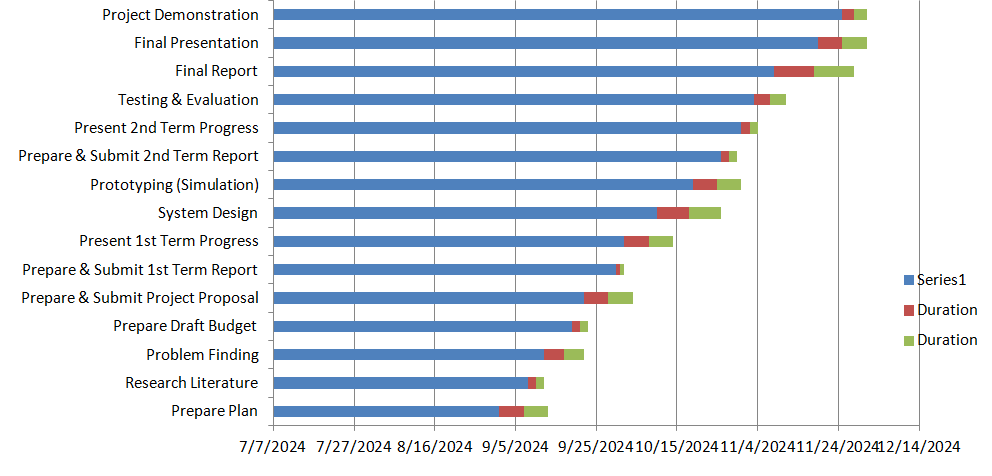 Project Demonstration
Final Presentation
Final Report
Testing & Evaluation
Present 2nd Term Progress
Prepare & Submit 2nd Term Report
Prototyping (Simulation)
System Design
Present 1st Term Progress
Prepare & Submit 1st Term Report
Prepare & Submit Project Proposal
Prepare Draft Budget
Problem Finding
Research Literature
Prepare Plan
Series1
Duration
Duration
7/7/2024 7/27/2024 8/16/2024 9/5/2024 9/25/2024 10/15/2024 11/4/2024 11/24/2024 12/14/2024